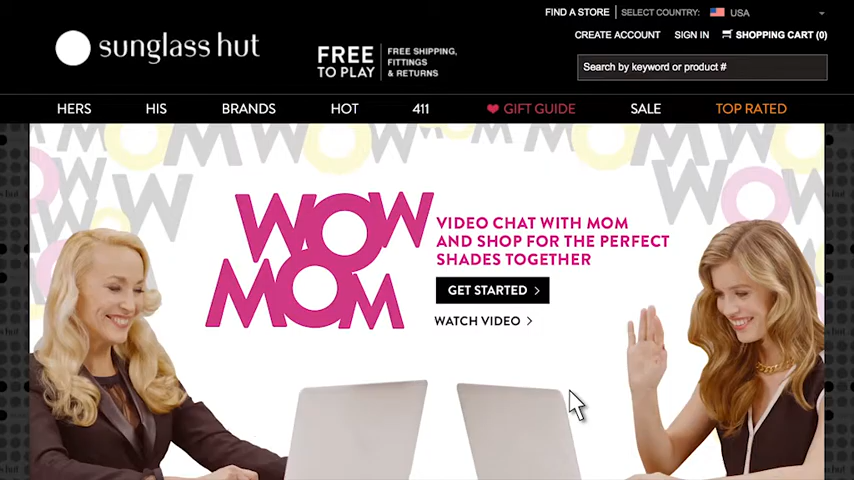 FIND A STORE
SELECT COUNTRY:
USA
sunglass hut
FREE
TO PLAY
FREE SHIPPING,
FITTINGS
& RETURNS
CREATE ACCOUNT
SIGN IN
SHOPPING CART (0)
Search by keyword or product #
HERS
HIS
BRANDS
HOT
411
GIFT GUIDE
SALE
TOP RATED
WOW
MOM
VIDEO CHAT WITH MOM
AND SHOP FOR THE PERFECT
SHADES TOGETHER
GET STARTED >
WATCH VIDEO >